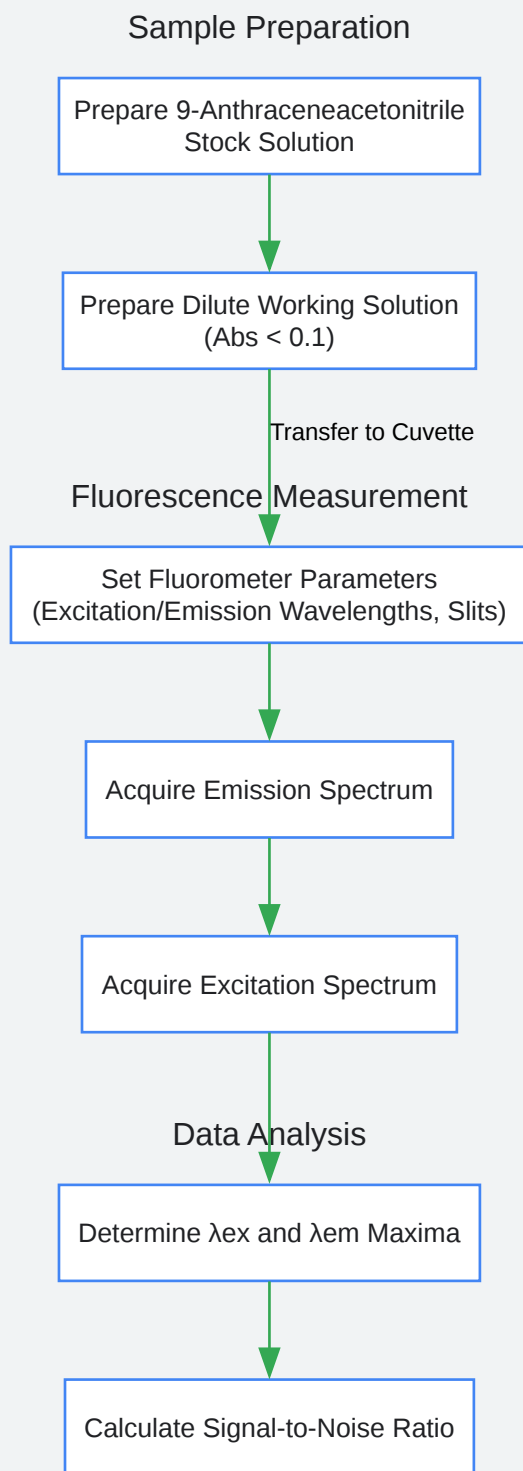 Sample Preparation
Prepare 9-Anthraceneacetonitrile
Stock Solution
Prepare Dilute Working Solution
(Abs < 0.1)
Transfer to Cuvette
Fluorescence Measurement
Set Fluorometer Parameters
(Excitation/Emission Wavelengths, Slits)
Acquire Emission Spectrum
Acquire Excitation Spectrum
Data Analysis
Determine λex and λem Maxima
Calculate Signal-to-Noise Ratio